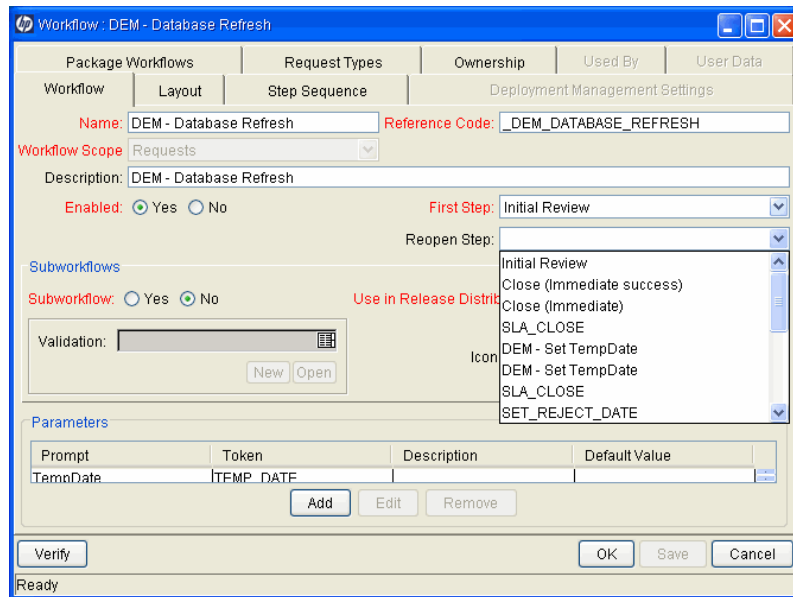 hp Workflow : DEM - Database Refresh
Package Workflows Request Types Ownership Used By User Data
Workflow Layout Step Sequence Deployment Management Settings
Name: DEM - Database Refresh Reference Code: _DEM_DATABASE_REFRESH
Workflow Scope Requests
Description: DEM - Database Refresh
Enabled: Yes No First Step: Initial Review
Reopen Step:
Initial Review
Subworkflows
Close (Immediate success)
Subworkflow: Yes No Use in Release Distrib
Close (Immediate)
SLA_CLOSE
Validation:
DEM - Set TempDate
Icon
DEM - Set TempDate
New Open
SLA_CLOSE
SET_REJECT_DATE
Parameters
Prompt Token Description Default Value
TempDate TEMP_DATE
Add Edit Remove
Verify OK Save Cancel
Ready